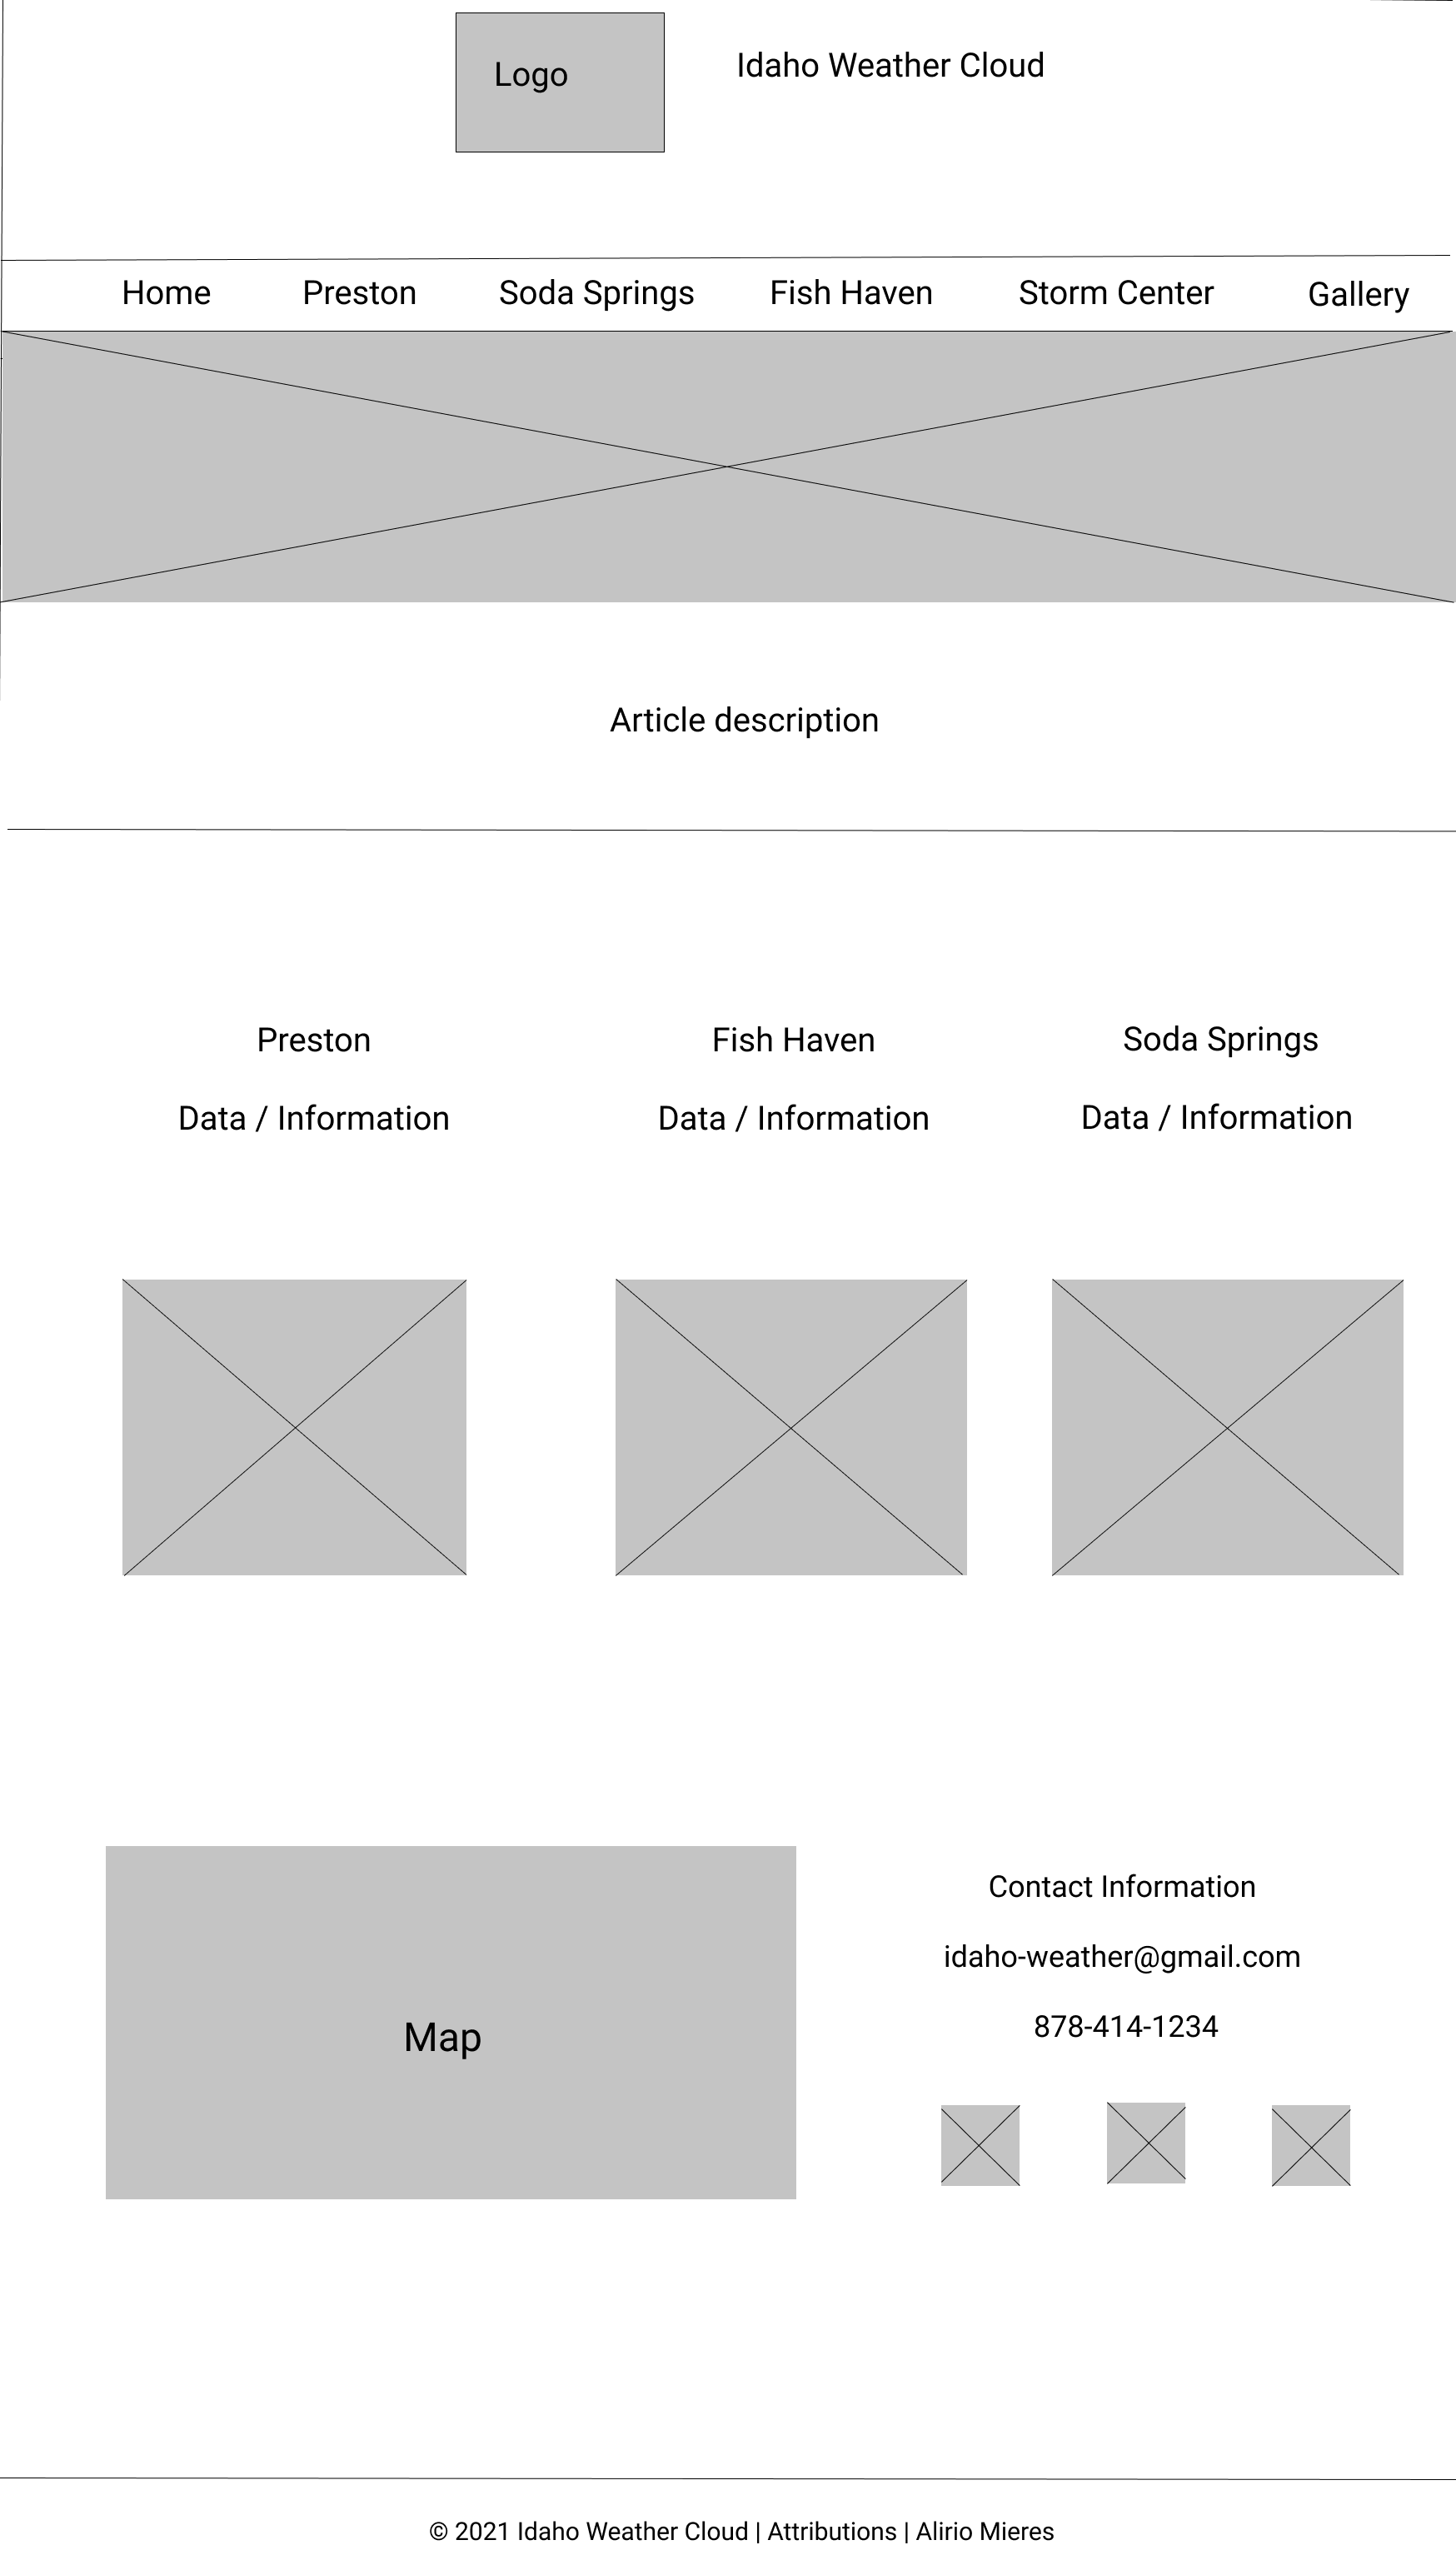 Logo
Idaho Weather Cloud
Home Preston Soda Springs Fish Haven Storm Center Gallery
Article description
Preston Fish Haven Soda Springs
Data / Information Data / Information Data / Information
Map
Contact Information
idaho-weather@gmail.com
878-414-1234
© 2021 Idaho Weather Cloud | Attributions | Alirio Mieres